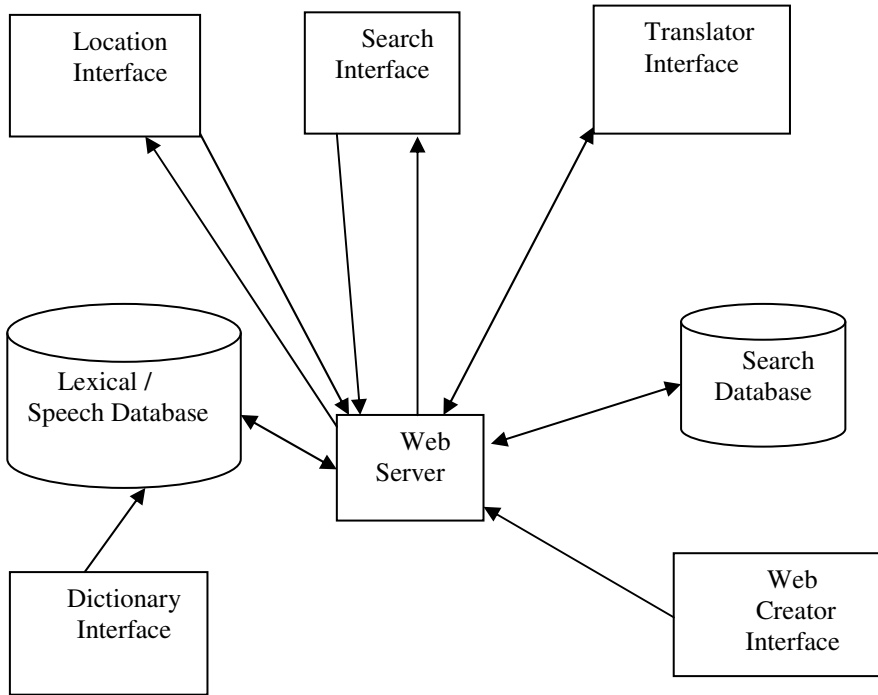 Location
Interface
Search
Interface
Translator
Interface
Lexical /
Speech Database
Search
Database
Web
Server
Dictionary
Interface
Web
Creator
Interface